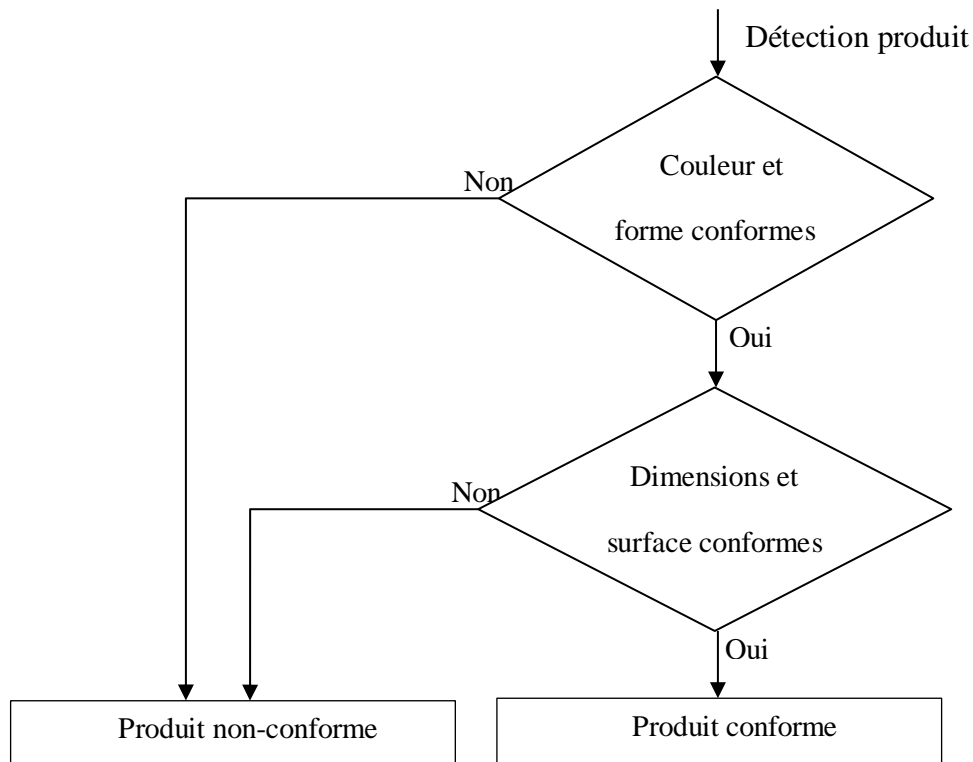 Détection produit
Couleur et
Non
forme conformes
Oui
Dimensions et
Non
surface conformes
Oui
Produit non-conforme
Produit conforme